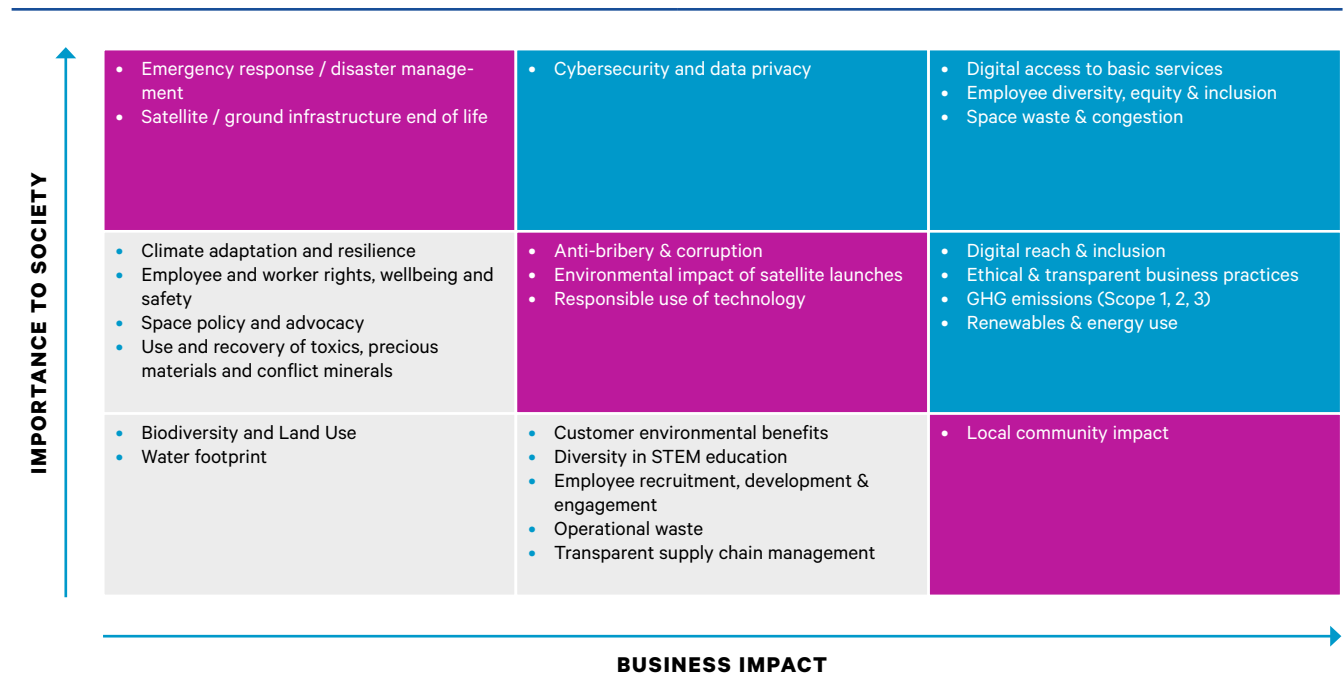 IMPORTANCE TO SOCIETY
• Emergency response / disaster manage-
ment
• Satellite / ground infrastructure end of life
• Cybersecurity and data privacy
• Digital access to basic services
• Employee diversity, equity & inclusion
• Space waste & congestion
• Climate adaptation and resilience
• Employee and worker rights, wellbeing and
safety
• Space policy and advocacy
• Use and recovery of toxics, precious
materials and conflict minerals
• Anti-bribery & corruption
• Environmental impact of satellite launches
• Responsible use of technology
• Digital reach & inclusion
• Ethical & transparent business practices
• GHG emissions (Scope 1, 2, 3)
• Renewables & energy use
• Biodiversity and Land Use
• Water footprint
• Customer environmental benefits
• Diversity in STEM education
• Employee recruitment, development &
engagement
• Operational waste
• Transparent supply chain management
• Local community impact
BUSINESS IMPACT